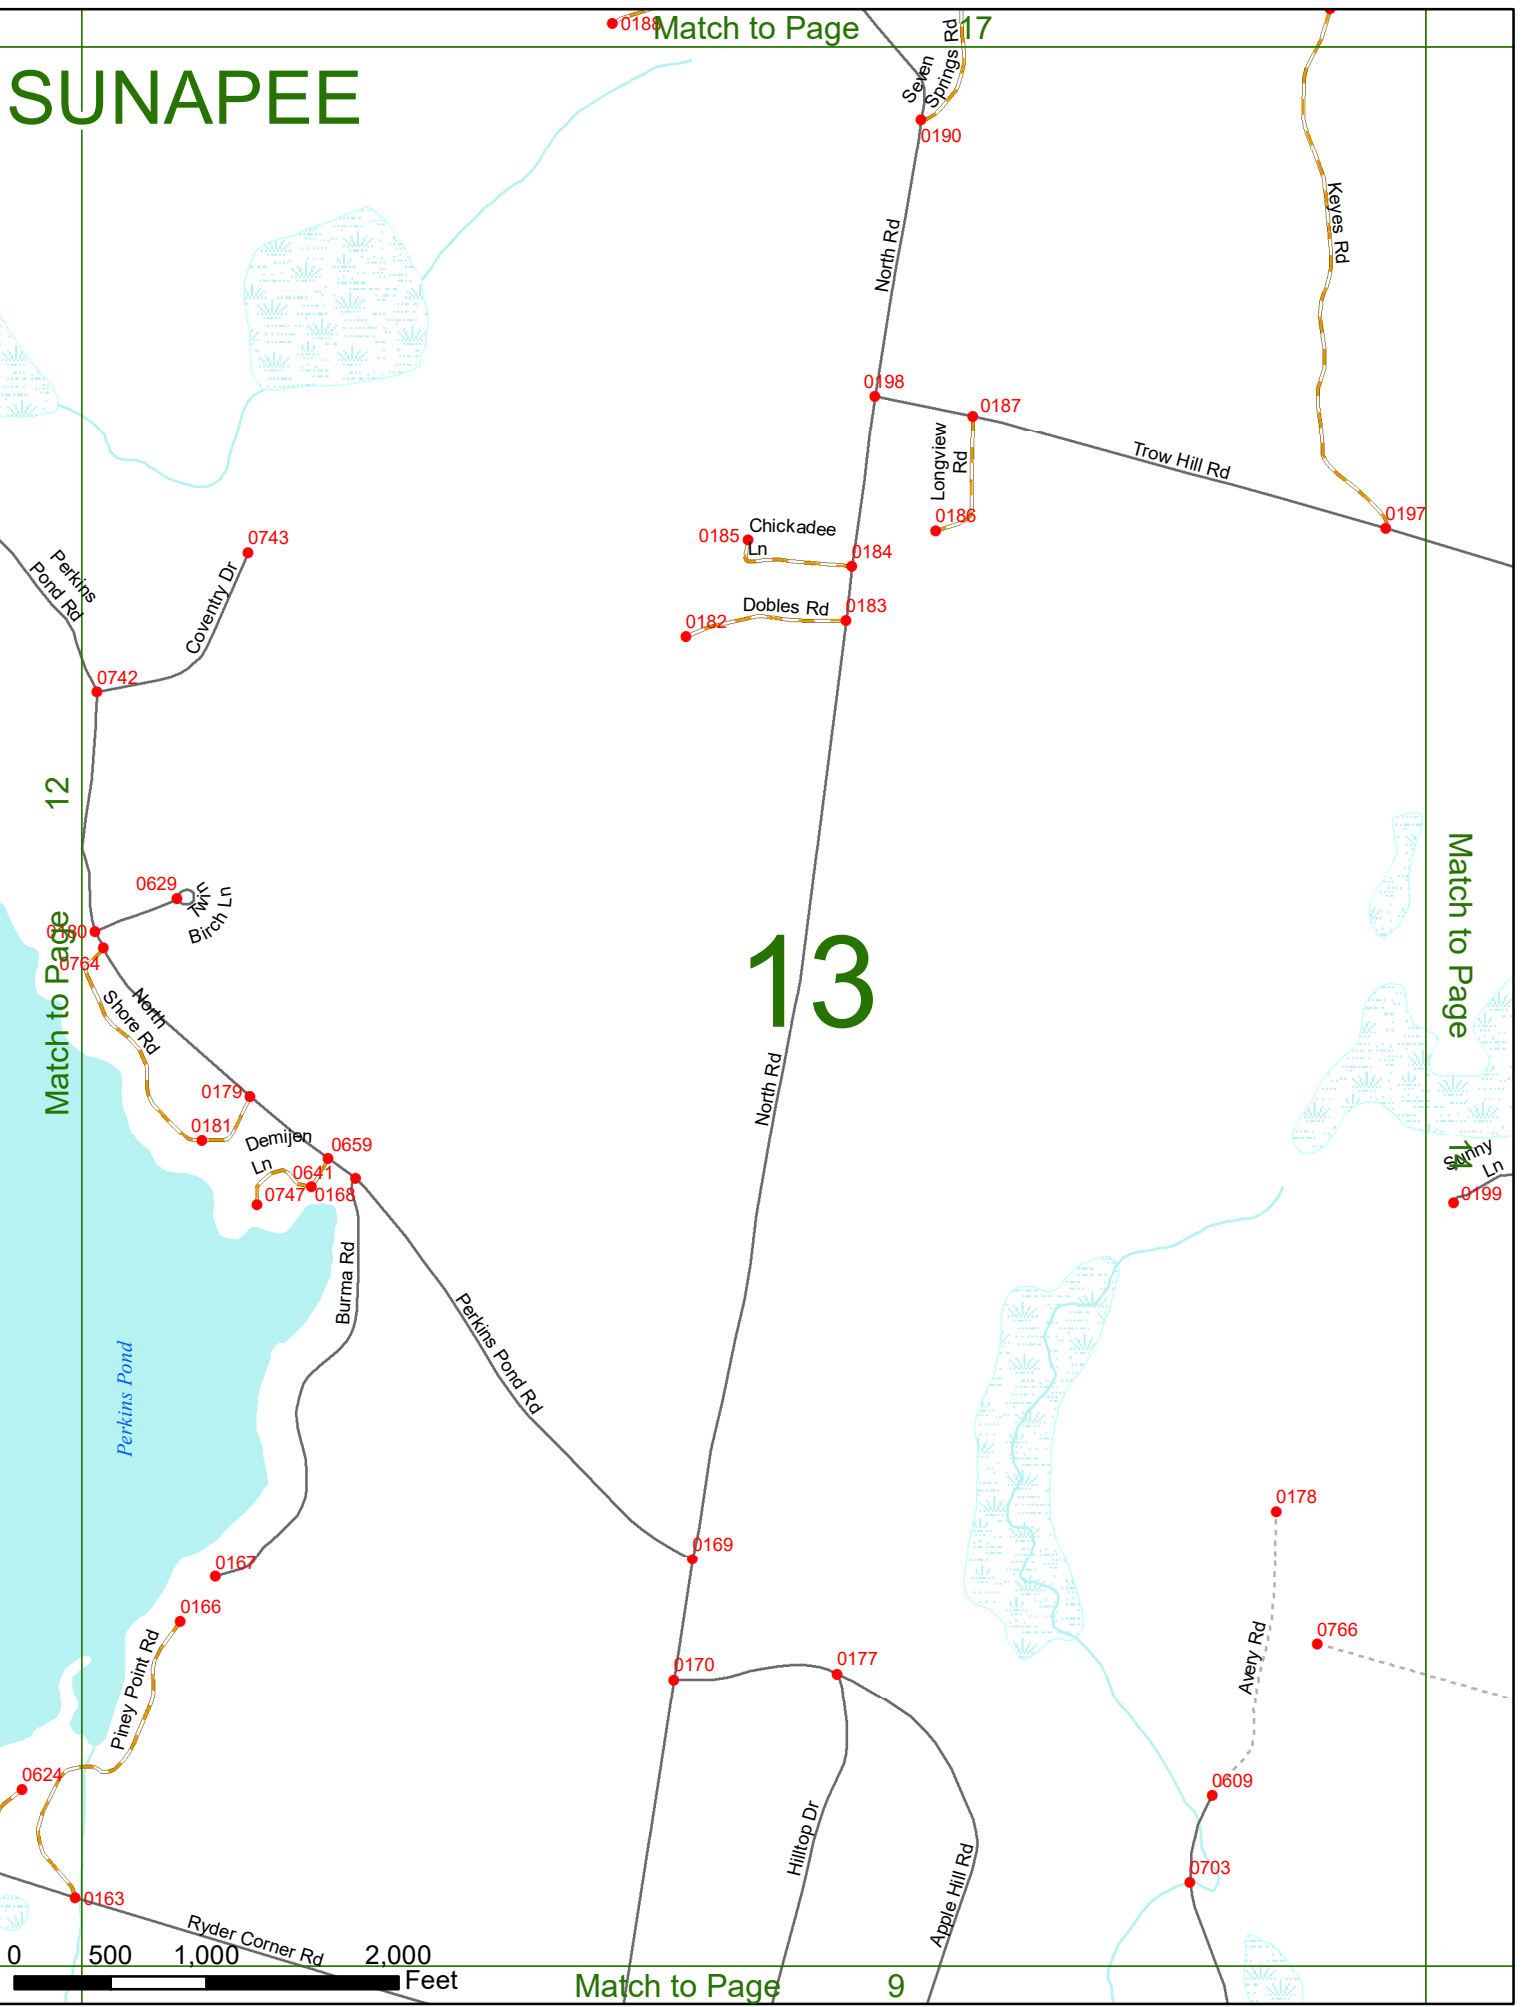 0188
Match to Page 17
SUNAPEE
Seven
Springs Rd
0190
Keyes Rd
North Rd
0198
0187
Longview
Rd
Trow Hill Rd
0186
0197
0185
Chickadee
Ln
0184
0743
Perkins
Pond Rd
Coventry Dr
Dobles Rd
0183
0182
0742
Match to Page 12
0629
Twin
Birch Ln
0180
0764
13
Match to Page 14
North
Shore Rd
North Rd
0179
0181
Demijen
Ln
0659
0641
0747
0168
Sunny
Ln
0199
Burma Rd
Perkins Pond Rd
Perkins Pond
0178
0169
0167
0166
Avery Rd
0766
Piney Point Rd
0170
0177
0624
0609
Hilltop Dr
Apple Hill Rd
0703
0163
Ryder Corner Rd
0 500 1,000 2,000
Feet
Match to Page 9